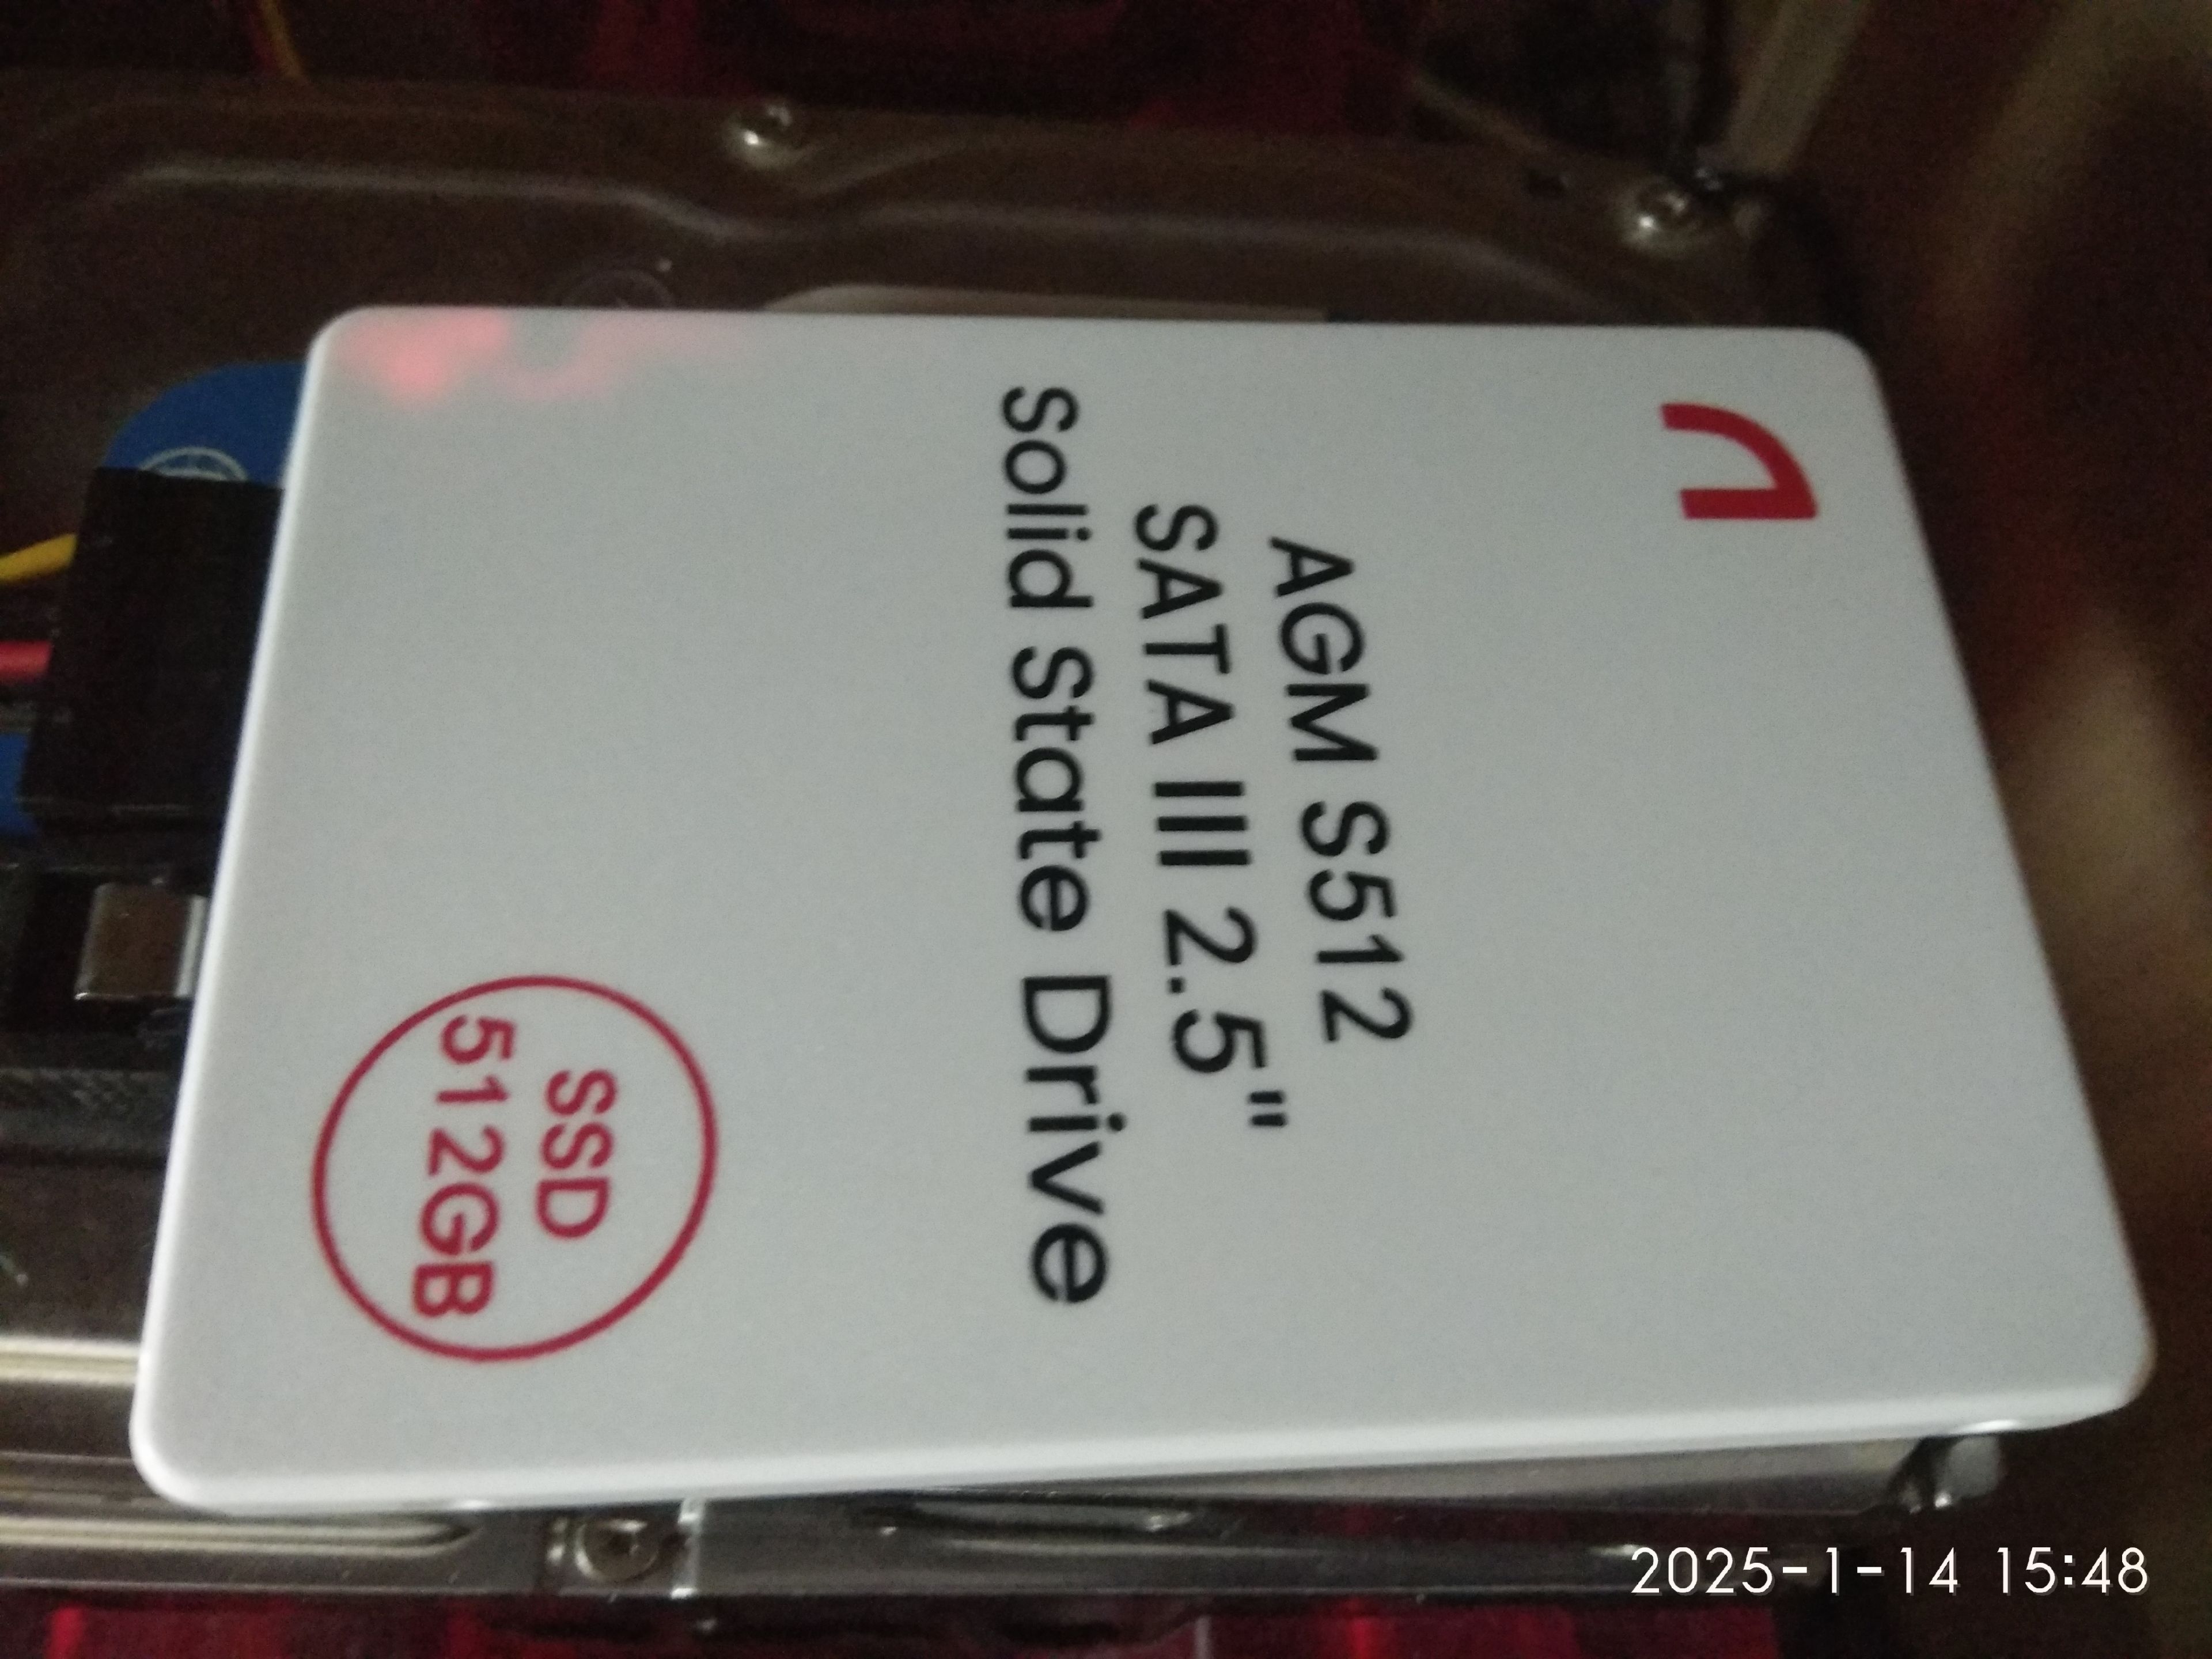 AGM S512
SATA III 2.5"
Solid State Drive
SSD
512GB
2025-1-14 15:48